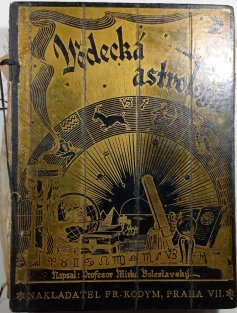 Vědecká
astrologie
Napsal: Profesor Mirko Boleslavský
NAKLADATEL FR. KODYM, PRAHA VII.